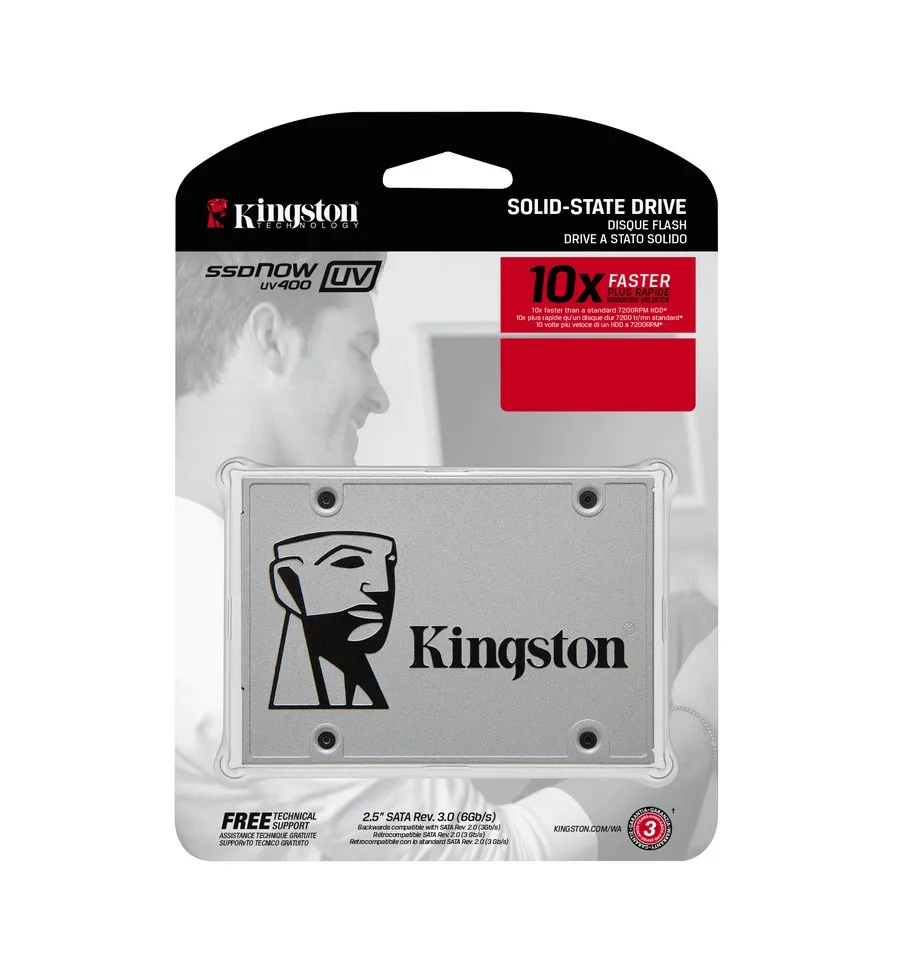 Kingston
TECHNOLOGY
SOLID-STATE DRIVE
DISQUE FLASH
DRIVE A STATO SOLIDO
SSDNOW
UV400
UV
10x FASTER
PLUS RAPIDE
MAGGIORE VELOCITÀ
10x faster than a standard 7200RPM HDD*
10x plus rapide qu'un disque dur 7200 tr/mn standard*
10 volte più veloce di un HDD a 7200RPM*
Kingston®
FREE TECHNICAL SUPPORT
ASSISTANCE TECHNIQUE GRATUITE
SUPPORVTO TECNICO GRATUITO
2.5" SATA Rev. 3.0 (6Gb/s)
Backwards compatible with SATA Rev. 2.0 (3Gb/s)
Rétrocompatible SATA Rev. 2.0 (3 Gb/s)
Retrocompatibile con lo standard SATA Rev. 2.0 (3 Gb/s)
KINGSTON.COM/WA
3
†